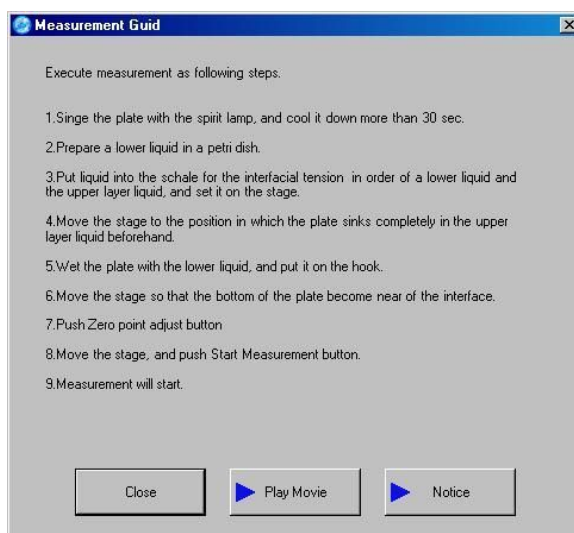 Measurement Guid
Execute measurement as following steps.
1.Singe the plate with the spirit lamp, and cool it down more than 30 sec.
2.Prepare a lower liquid in a petri dish.
3.Put liquid into the schale for the interfacial tension in order of a lower liquid and
the upper layer liquid, and set it on the stage.
4.Move the stage to the position in which the plate sinks completely in the upper
layer liquid beforehand.
5.Wet the plate with the lower liquid, and put it on the hook.
6.Move the stage so that the bottom of the plate become near of the interface.
7.Push Zero point adjust button
8.Move the stage, and push Start Measurement button.
9.Measurement will start.
Close Play Movie Notice